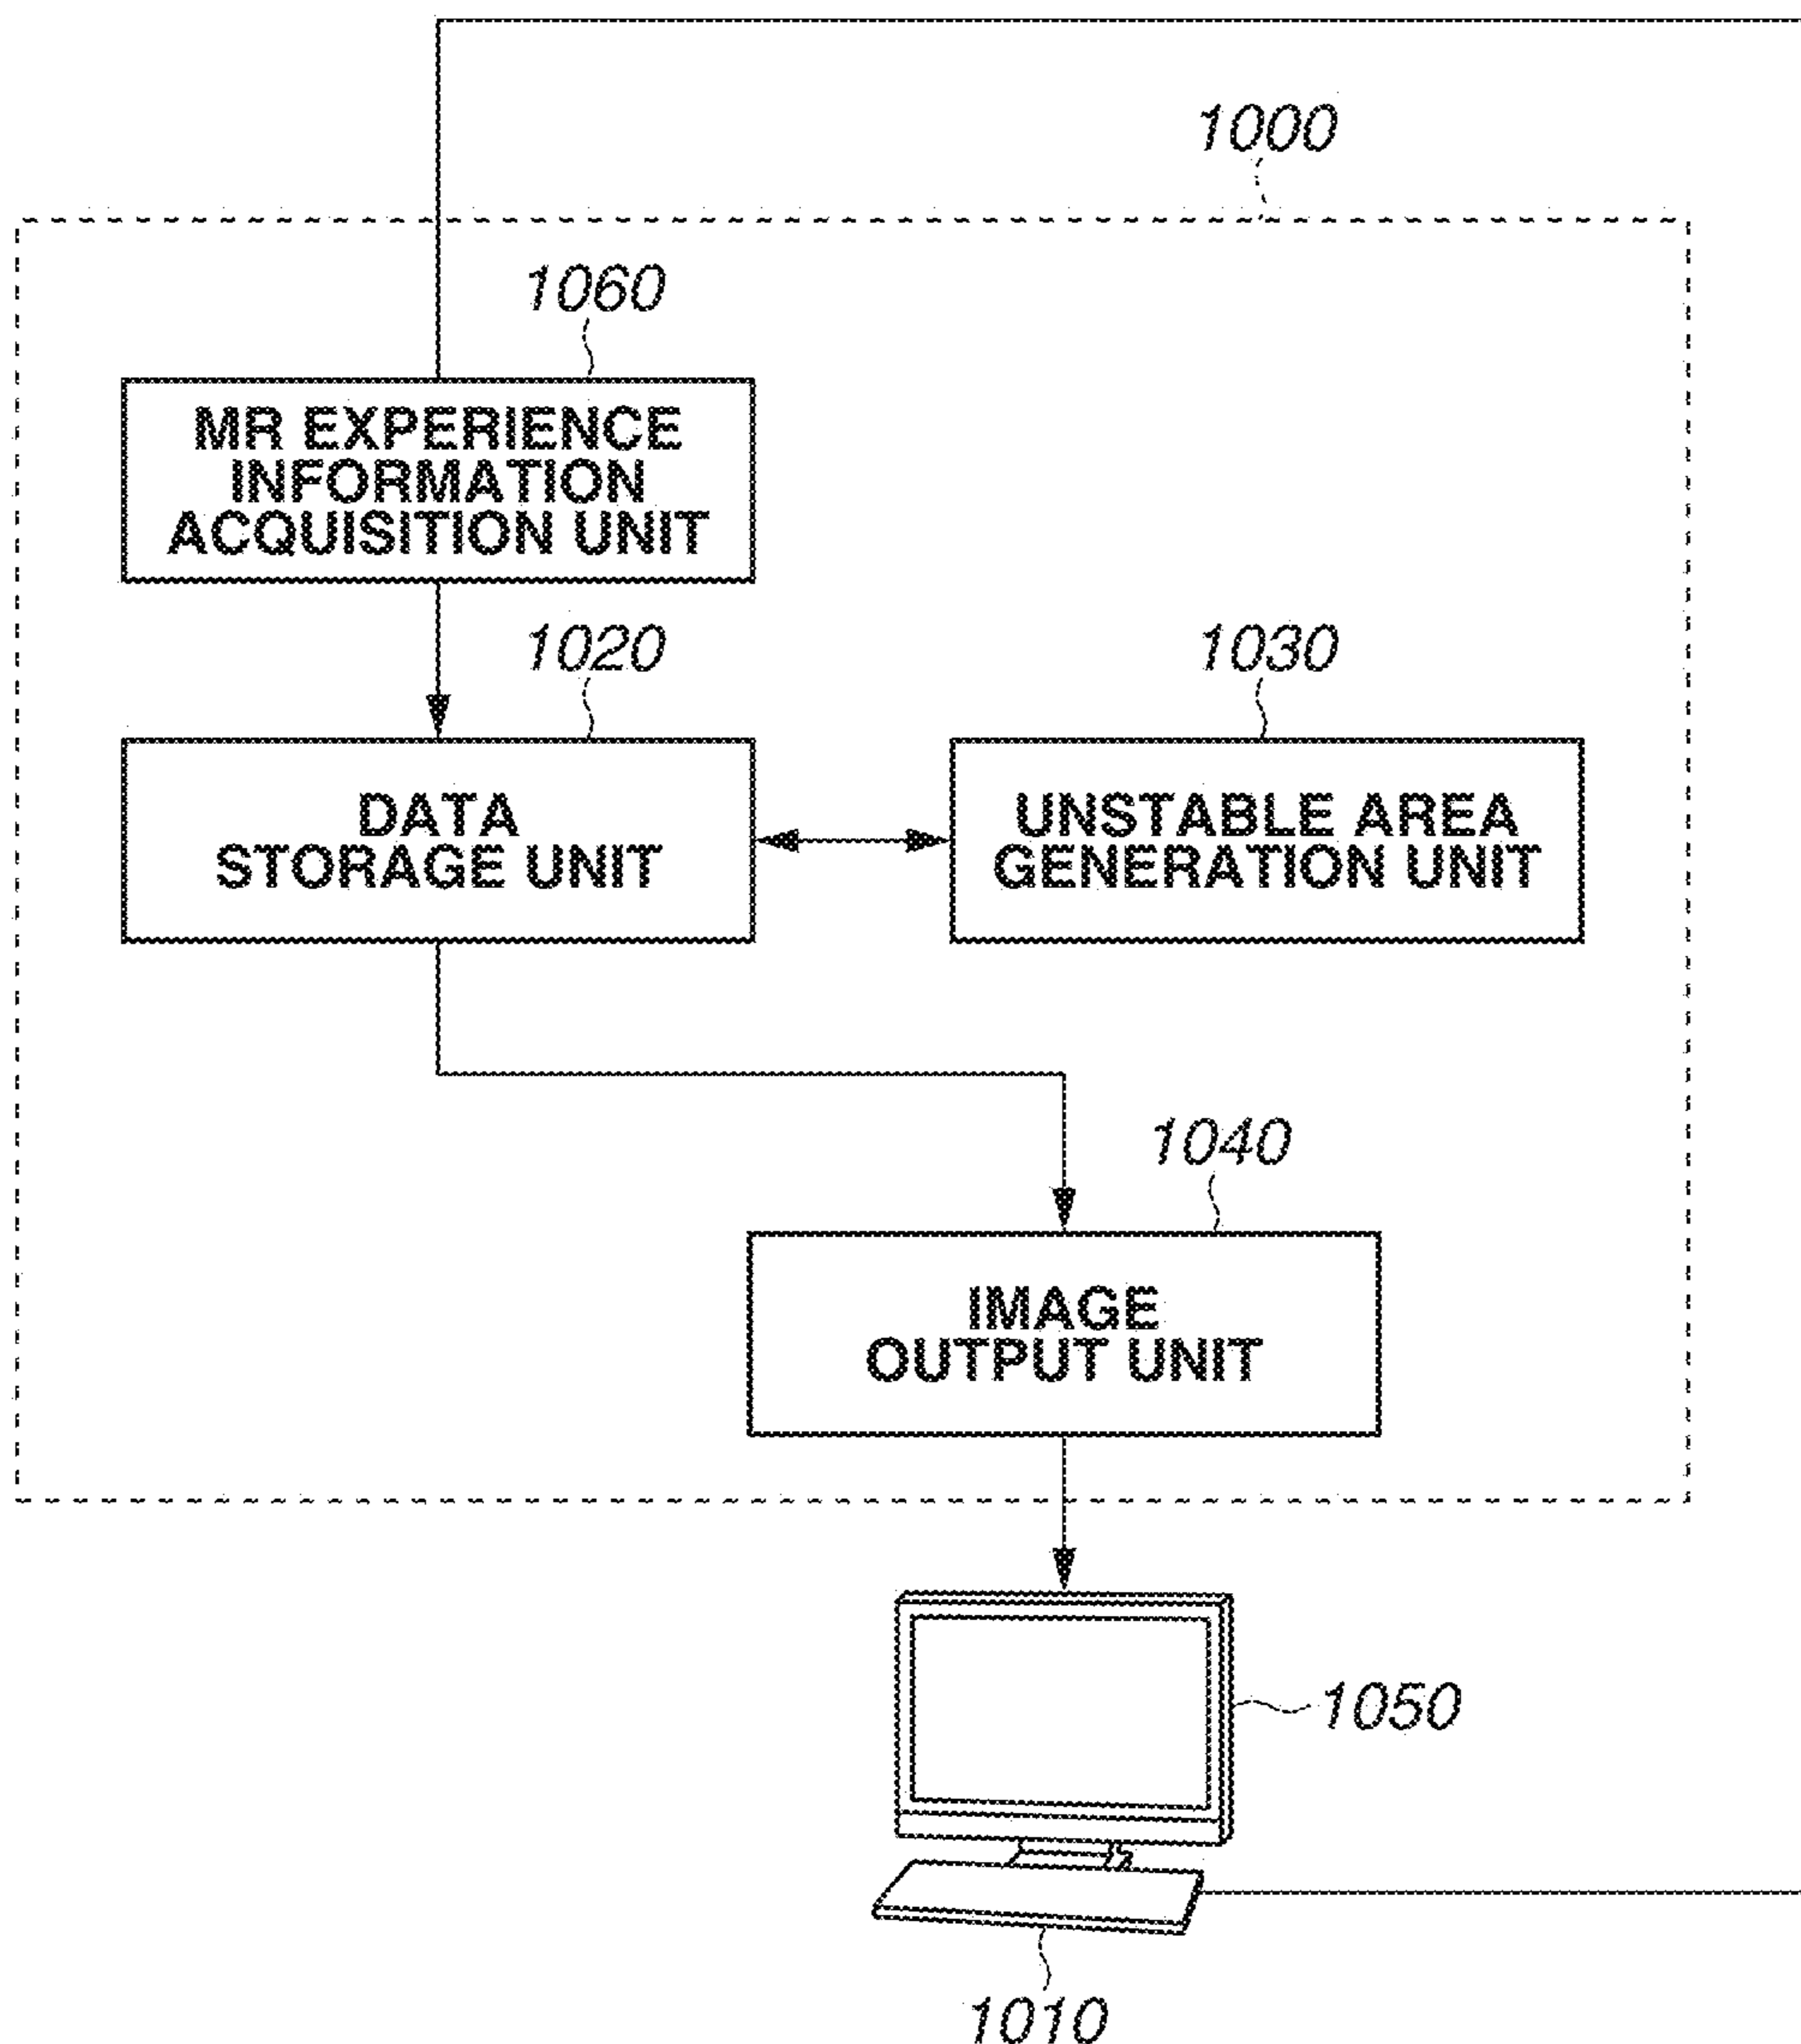 1000
1060
MR EXPERIENCE
INFORMATION
ACQUISITION UNIT
1020
1030
DATA
STORAGE UNIT
UNSTABLE AREA
GENERATION UNIT
1040
IMAGE
OUTPUT UNIT
1050
1010